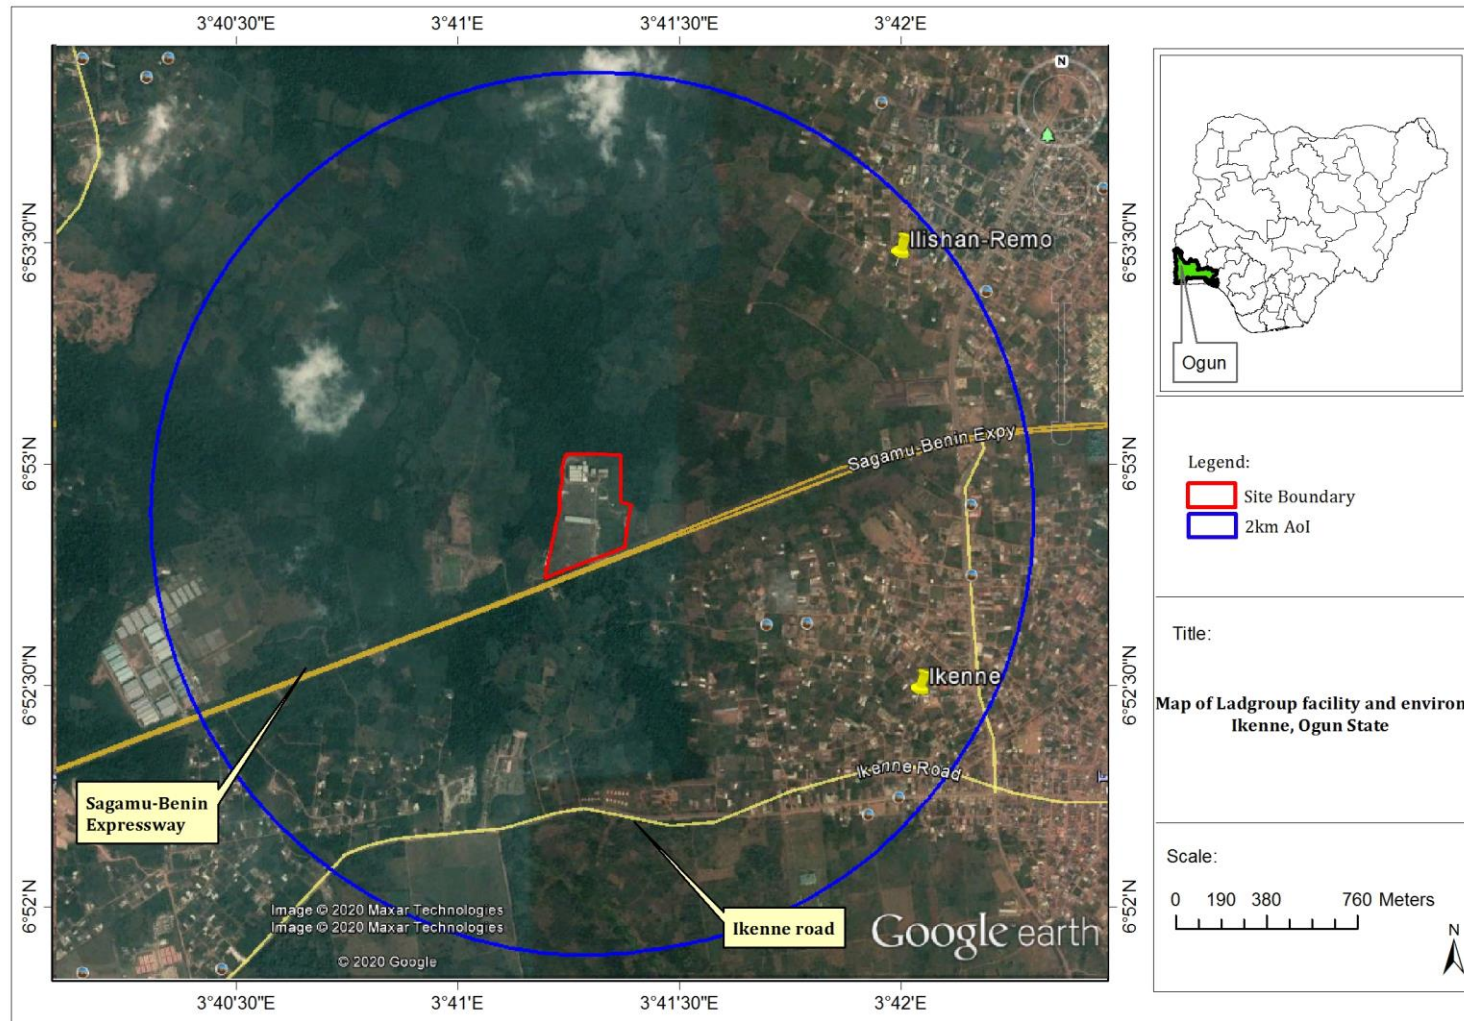 3°40'30"E
3°41'E
3°41'30"E
3°42'E
6°53'30"N
6°53'N
6°52'30"N
6°52'N
6°53'30"N
6°53'N
6°52'30"N
6°52'N
N
Ilishan-Remo
Sagamu-Benin Expy
Ikenne
Ikenne Road
Sagamu-Benin
Expressway
Ikenne road
Image © 2020 Maxar Technologies
Image © 2020 Maxar Technologies
© 2020 Google
Google earth
3°40'30"E
3°41'E
3°41'30"E
3°42'E
Ogun
Legend:
Site Boundary
2km AoI
Title:
Map of Ladgroup facility and environ
Ikenne, Ogun State
Scale:
0 190 380 760 Meters
N